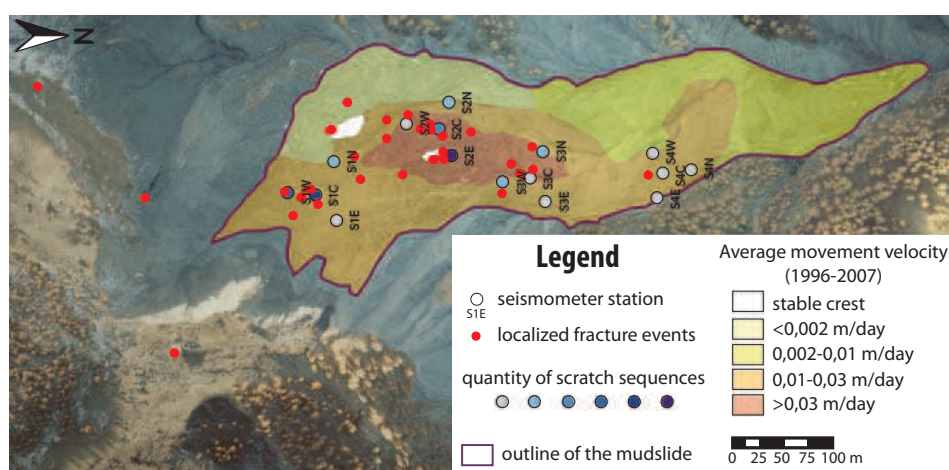 N
S2N
S2W
S2C
S2E
S1N
S1W
S1C
S1E
S3N
S3W
S3C
S3E
S4W
S4C
S4N
S4E
Legend
seismometer station
S1E
localized fracture events
quantity of scratch sequences
outline of the mudslide
Average movement velocity
(1996-2007)
stable crest
<0,002 m/day
0,002-0,01 m/day
0,01-0,03 m/day
>0,03 m/day
0 25 50 100 m